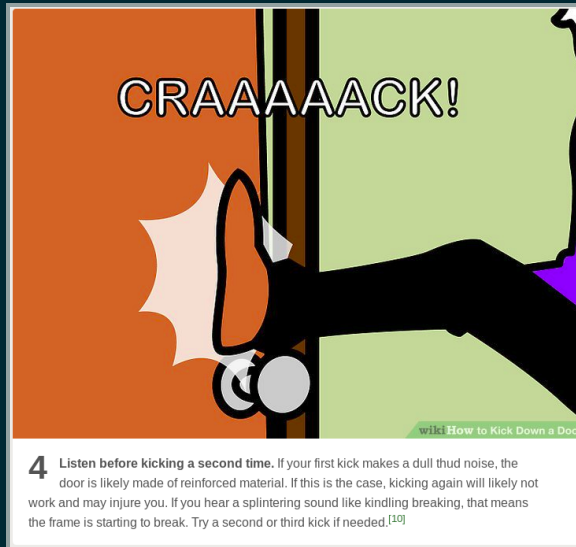 CRAAAAACK!
wikiHow to Kick Down a Doo
4 Listen before kicking a second time. If your first kick makes a dull thud noise, the
door is likely made of reinforced material. If this is the case, kicking again will likely not
work and may injure you. If you hear a splintering sound like kindling breaking, that means
the frame is starting to break. Try a second or third kick if needed.[10]